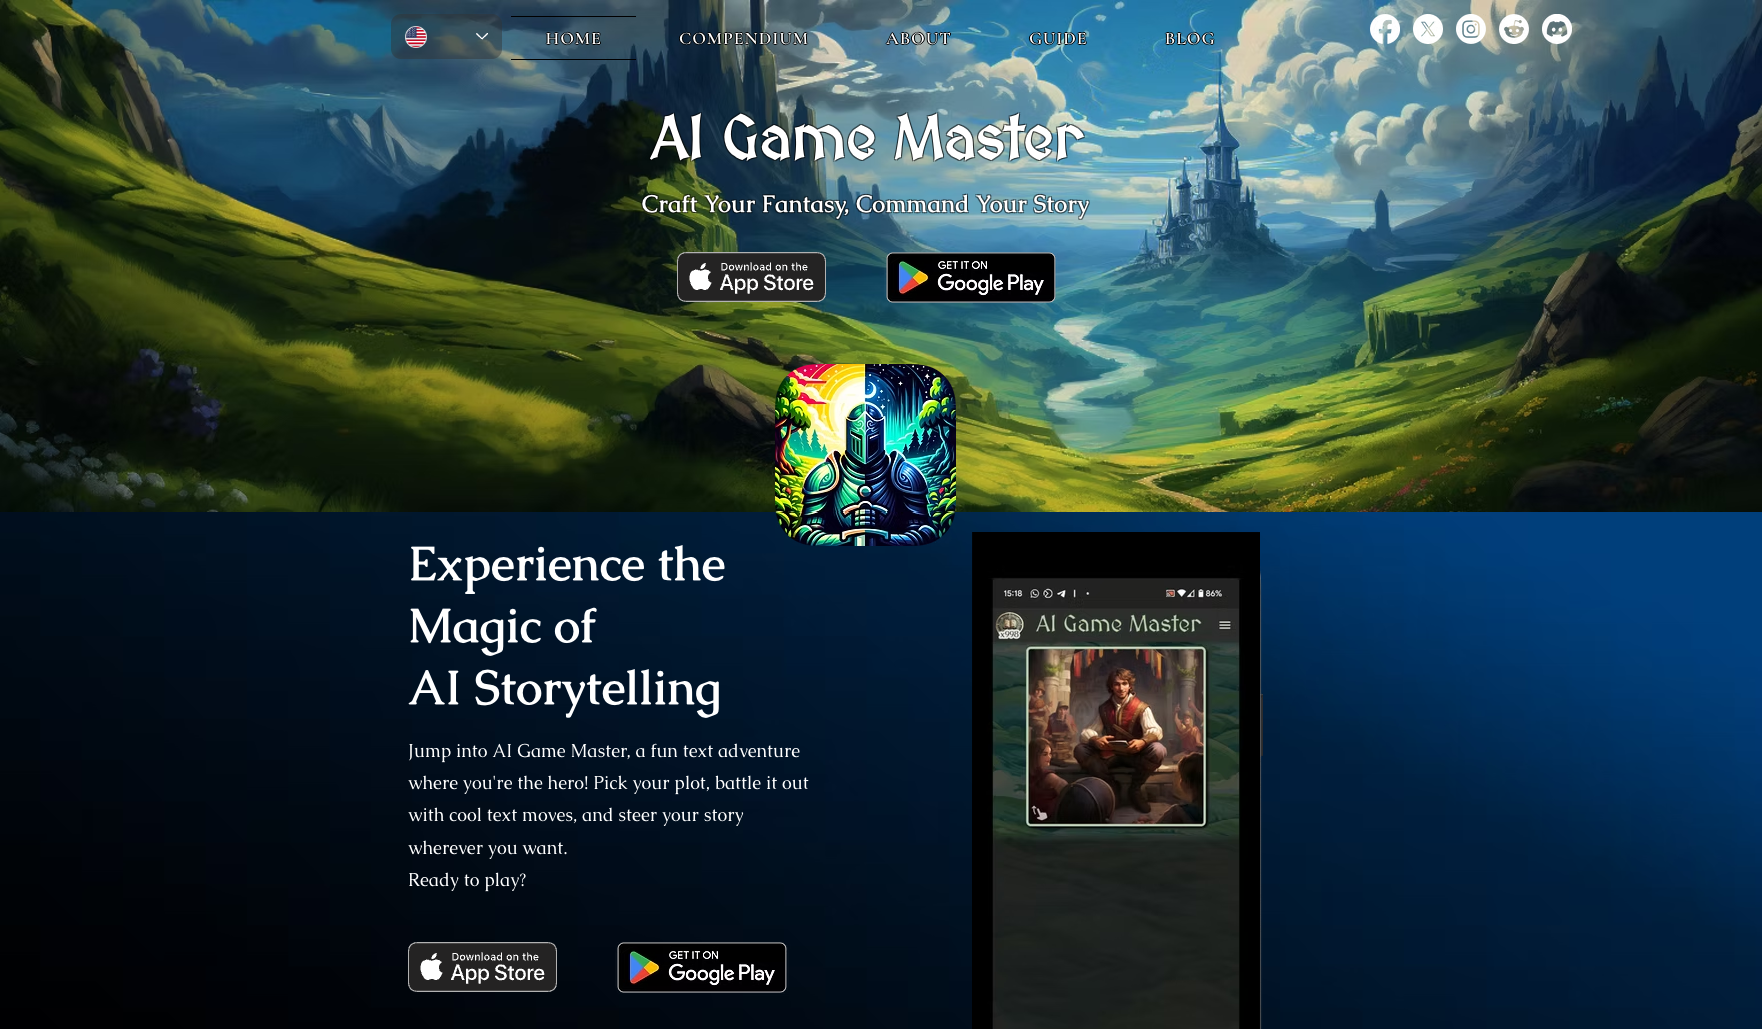 HOME
COMPENDIUM
ABOUT
GUIDE
BLOG
AI Game Master
Craft Your Fantasy, Command Your Story
Download on the
App Store
GET IT ON
Google Play
Experience the
Magic of
AI Storytelling
Jump into AI Game Master, a fun text adventure
where you're the hero! Pick your plot, battle it out
with cool text moves, and steer your story
wherever you want.
Ready to play?
Download on the
App Store
GET IT ON
Google Play
15:18
86%
x998
AI Game Master